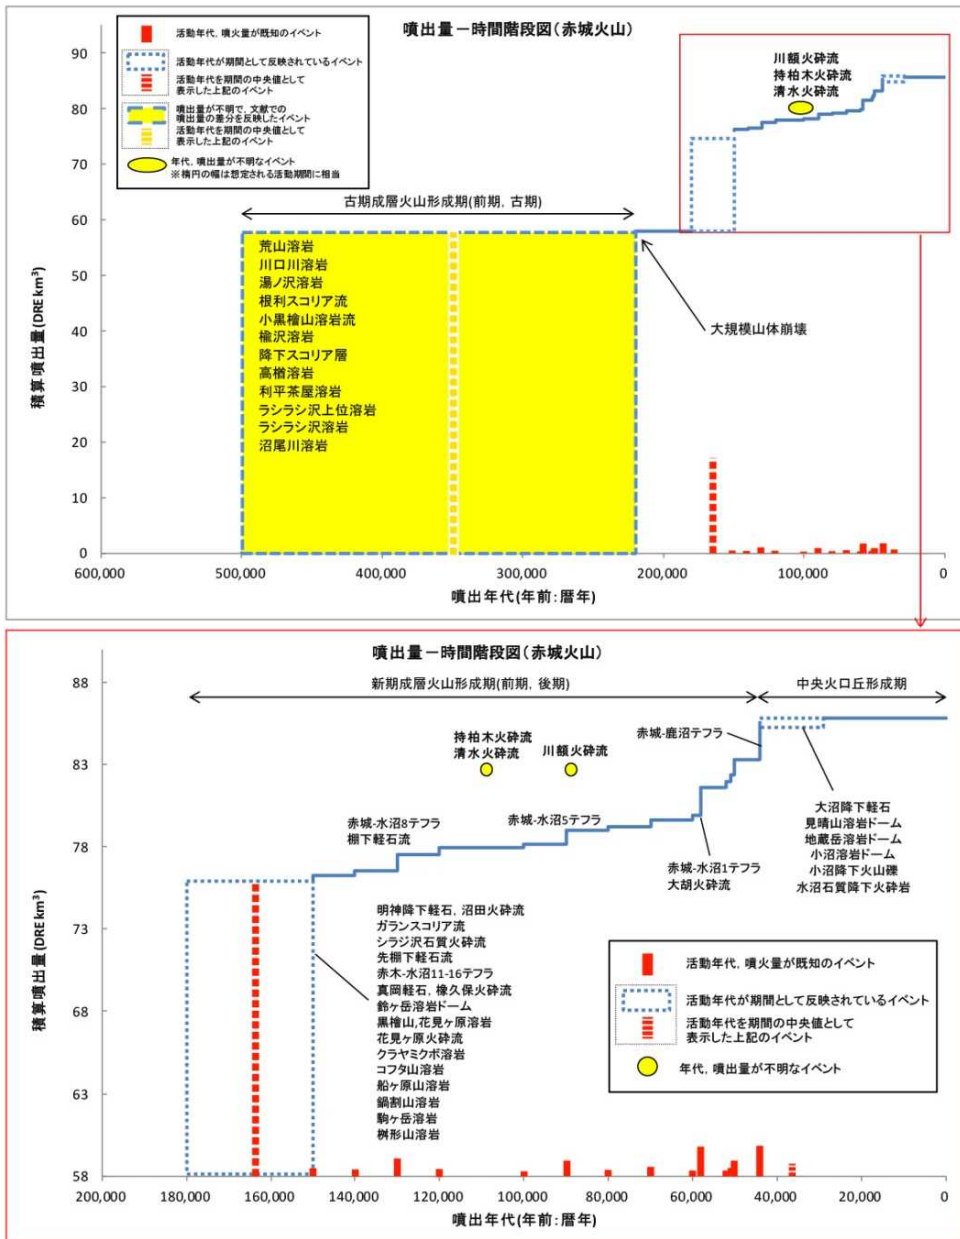 噴出量－時間階段図(赤城火山)
活動年代，噴火量が既知のイベント
活動年代が期間として反映されているイベント
活動年代を期間の中央値として
表示した上記のイベント
噴出量が不明で，文献での
噴出量の差分を反映したイベント
活動年代を期間の中央値として
表示した上記のイベント
年代，噴出量が不明なイベント
※楕円の幅は想定される活動期間に相当
川額火砕流
持柏木火砕流
清水火砕流
古期成層火山形成期(前期，古期)
荒山溶岩
川口川溶岩
湯ノ沢溶岩
根利スコリア流
小黒檜山溶岩流
楡沢溶岩
降下スコリア層
高楢溶岩
利平茶屋溶岩
ラシラシ沢上位溶岩
ラシラシ沢溶岩
沼尾川溶岩
大規模山体崩壊
積算噴出量(DRE km³)
90
80
70
60
50
40
30
20
10
0
600,000
500,000
400,000
300,000
200,000
100,000
0
噴出年代(年前：暦年)
噴出量－時間階段図(赤城火山)
新期成層火山形成期(前期，後期)
中央火口丘形成期
持柏木火砕流
清水火砕流
川額火砕流
赤城-鹿沼テフラ
赤城-水沼8テフラ
棚下軽石流
赤城-水沼5テフラ
赤城-水沼1テフラ
大胡火砕流
大沼降下軽石
見晴山溶岩ドーム
地蔵岳溶岩ドーム
小沼溶岩ドーム
小沼降下火山礫
水沼石質降下火砕岩
明神降下軽石，沼田火砕流
ガランスコリア流
シラジ沢石質火砕流
先棚下軽石流
赤木-水沼11-16テフラ
真岡軽石，橡久保火砕流
鈴ヶ岳溶岩ドーム
黒檜山,花見ヶ原溶岩
花見ヶ原火砕流
クラヤミクボ溶岩
コフタ山溶岩
船ヶ原山溶岩
鍋割山溶岩
駒ヶ岳溶岩
桝形山溶岩
活動年代，噴火量が既知のイベント
活動年代が期間として反映されているイベント
活動年代を期間の中央値として
表示した上記のイベント
年代，噴出量が不明なイベント
積算噴出量(DRE km³)
88
83
78
73
68
63
58
200,000
180,000
160,000
140,000
120,000
100,000
80,000
60,000
40,000
20,000
0
噴出年代(年前：暦年)